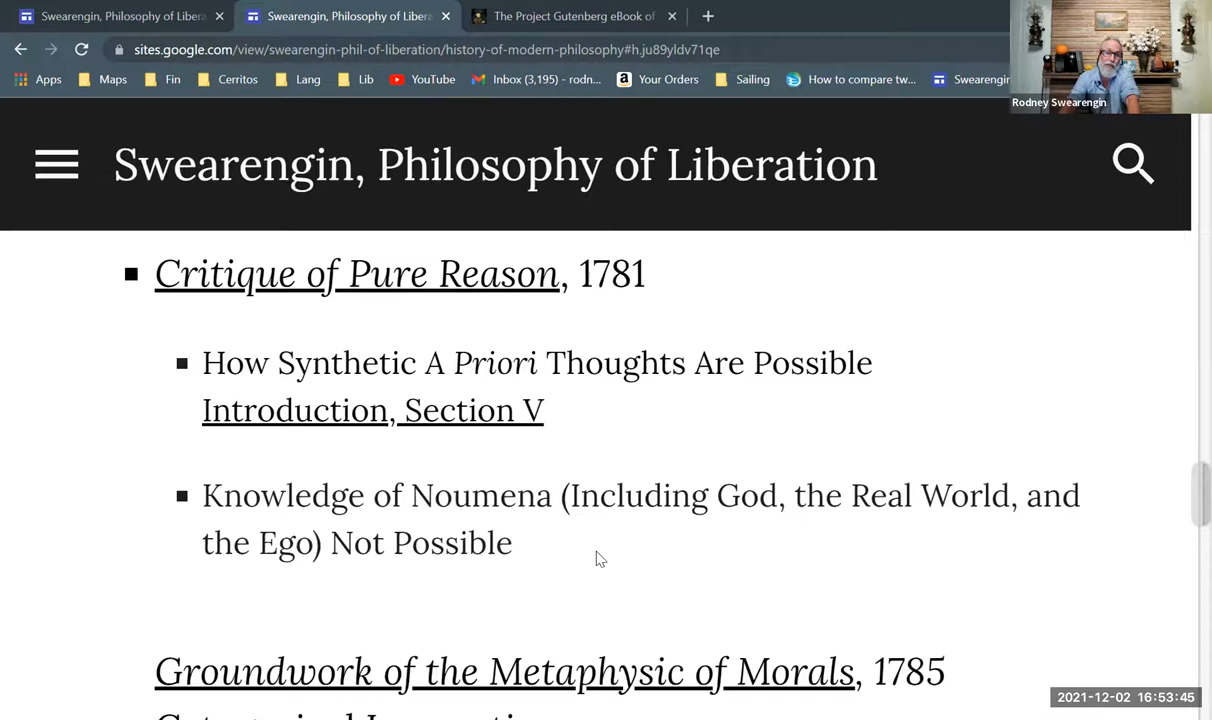 Swearengin, Philosophy of Libera
Swearengin, Philosophy of Libera
The Project Gutenberg eBook of
sites.google.com/view/swearengin-phil-of-liberation/history-of-modern-philosophy#h.ju89yldv71qe
Apps
Maps
Fin
Cerritos
Lang
Lib
YouTube
Inbox (3,195) - rodn...
Your Orders
Sailing
How to compare tw...
Swearengin
Rodney Swearengin
Swearengin, Philosophy of Liberation
Critique of Pure Reason, 1781
How Synthetic A Priori Thoughts Are Possible
Introduction, Section V
Knowledge of Noumena (Including God, the Real World, and
the Ego) Not Possible
Groundwork of the Metaphysic of Morals, 1785
2021-12-02 16:53:45